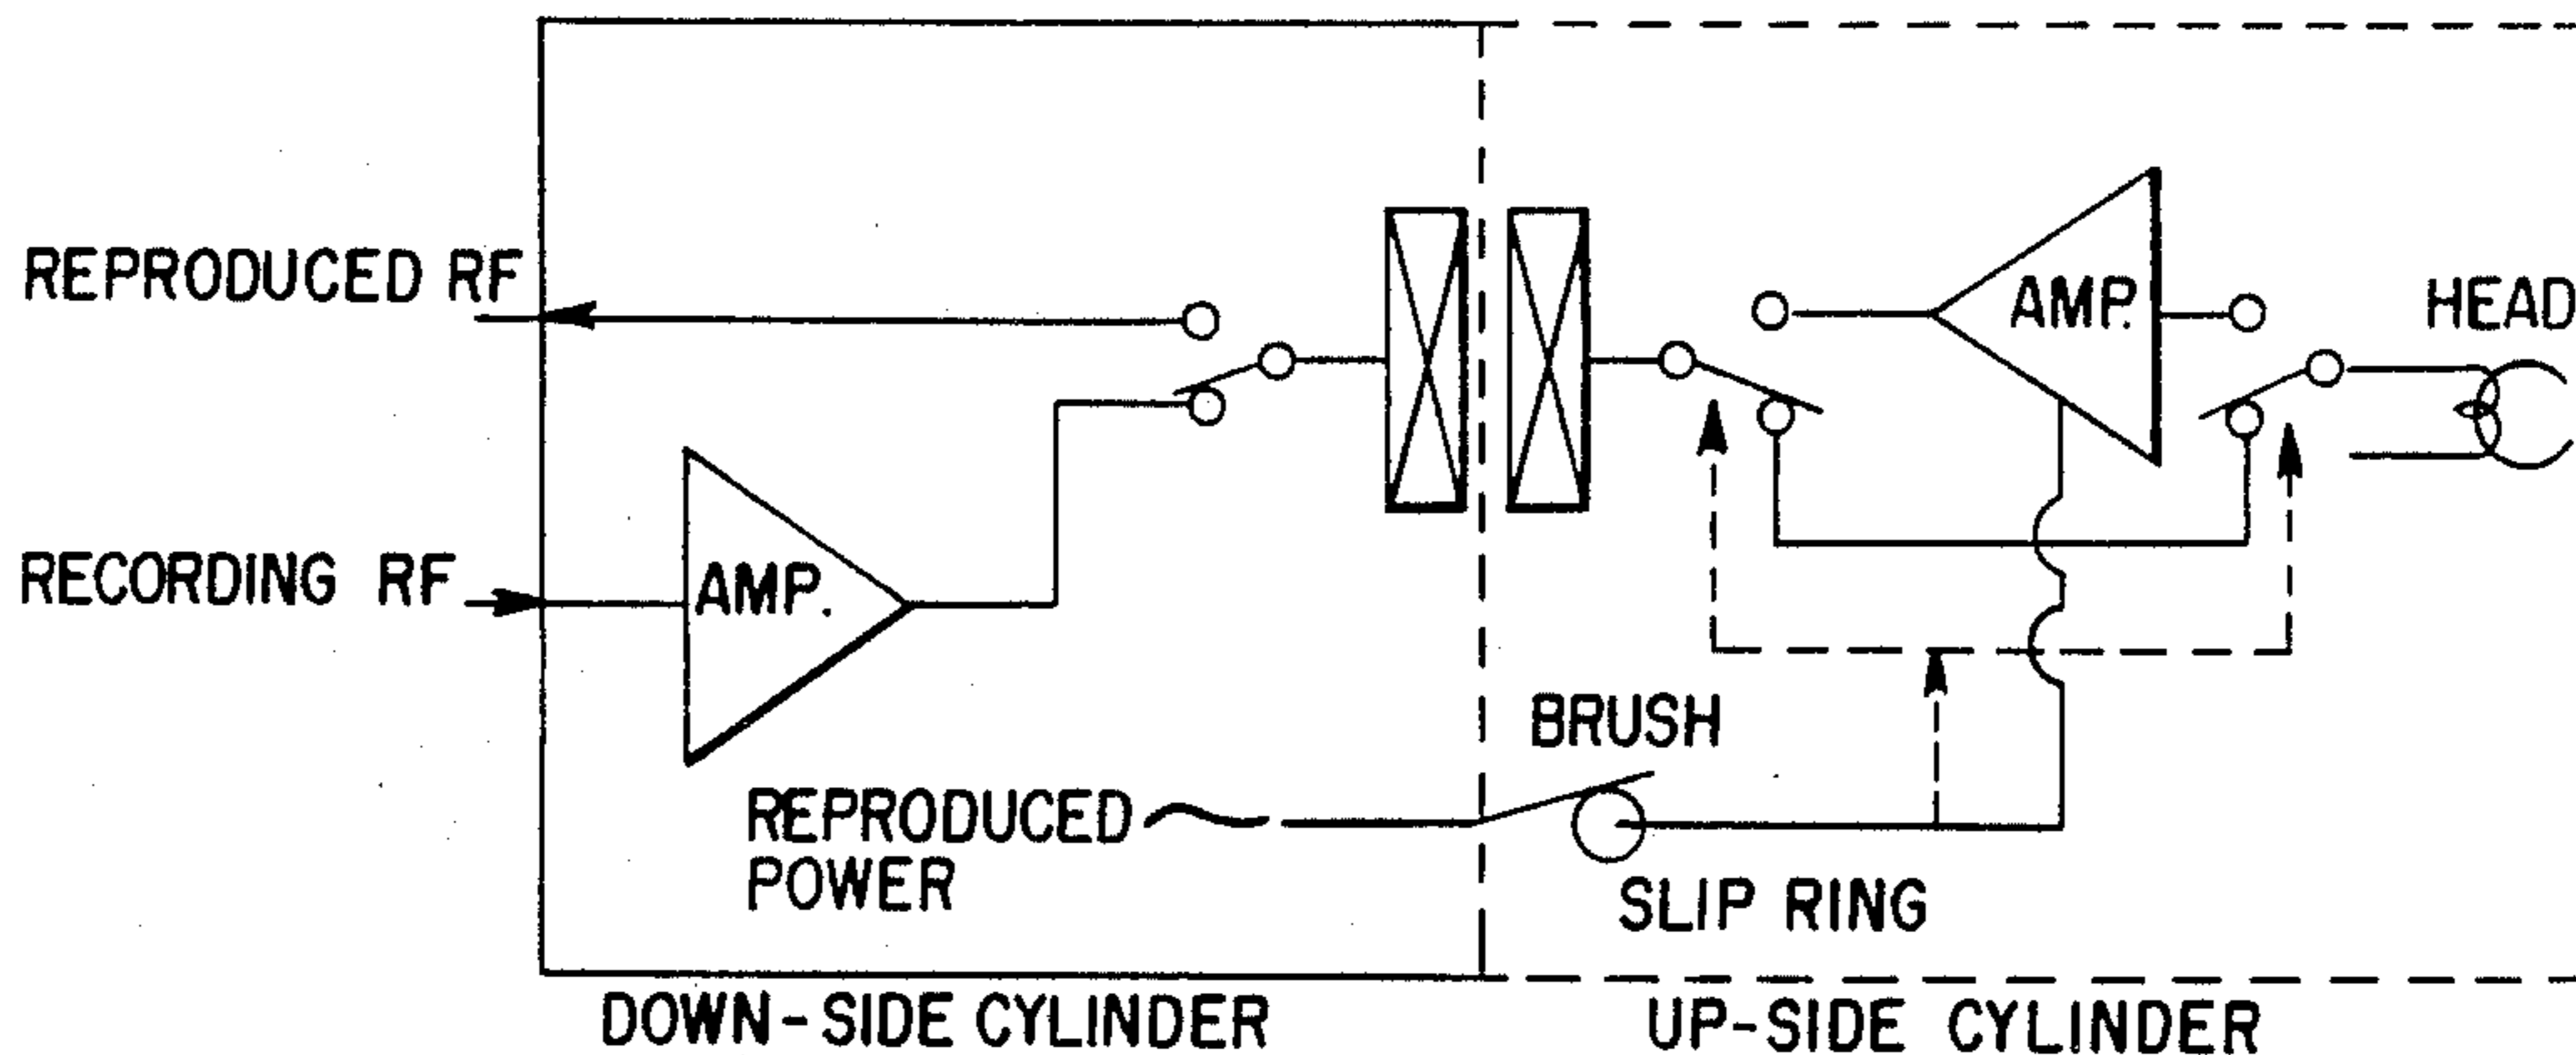 REPRODUCED RF
AMP.
HEAD
RECORDING RF
AMP.
BRUSH
REPRODUCED
POWER
SLIP RING
DOWN-SIDE CYLINDER
UP-SIDE CYLINDER